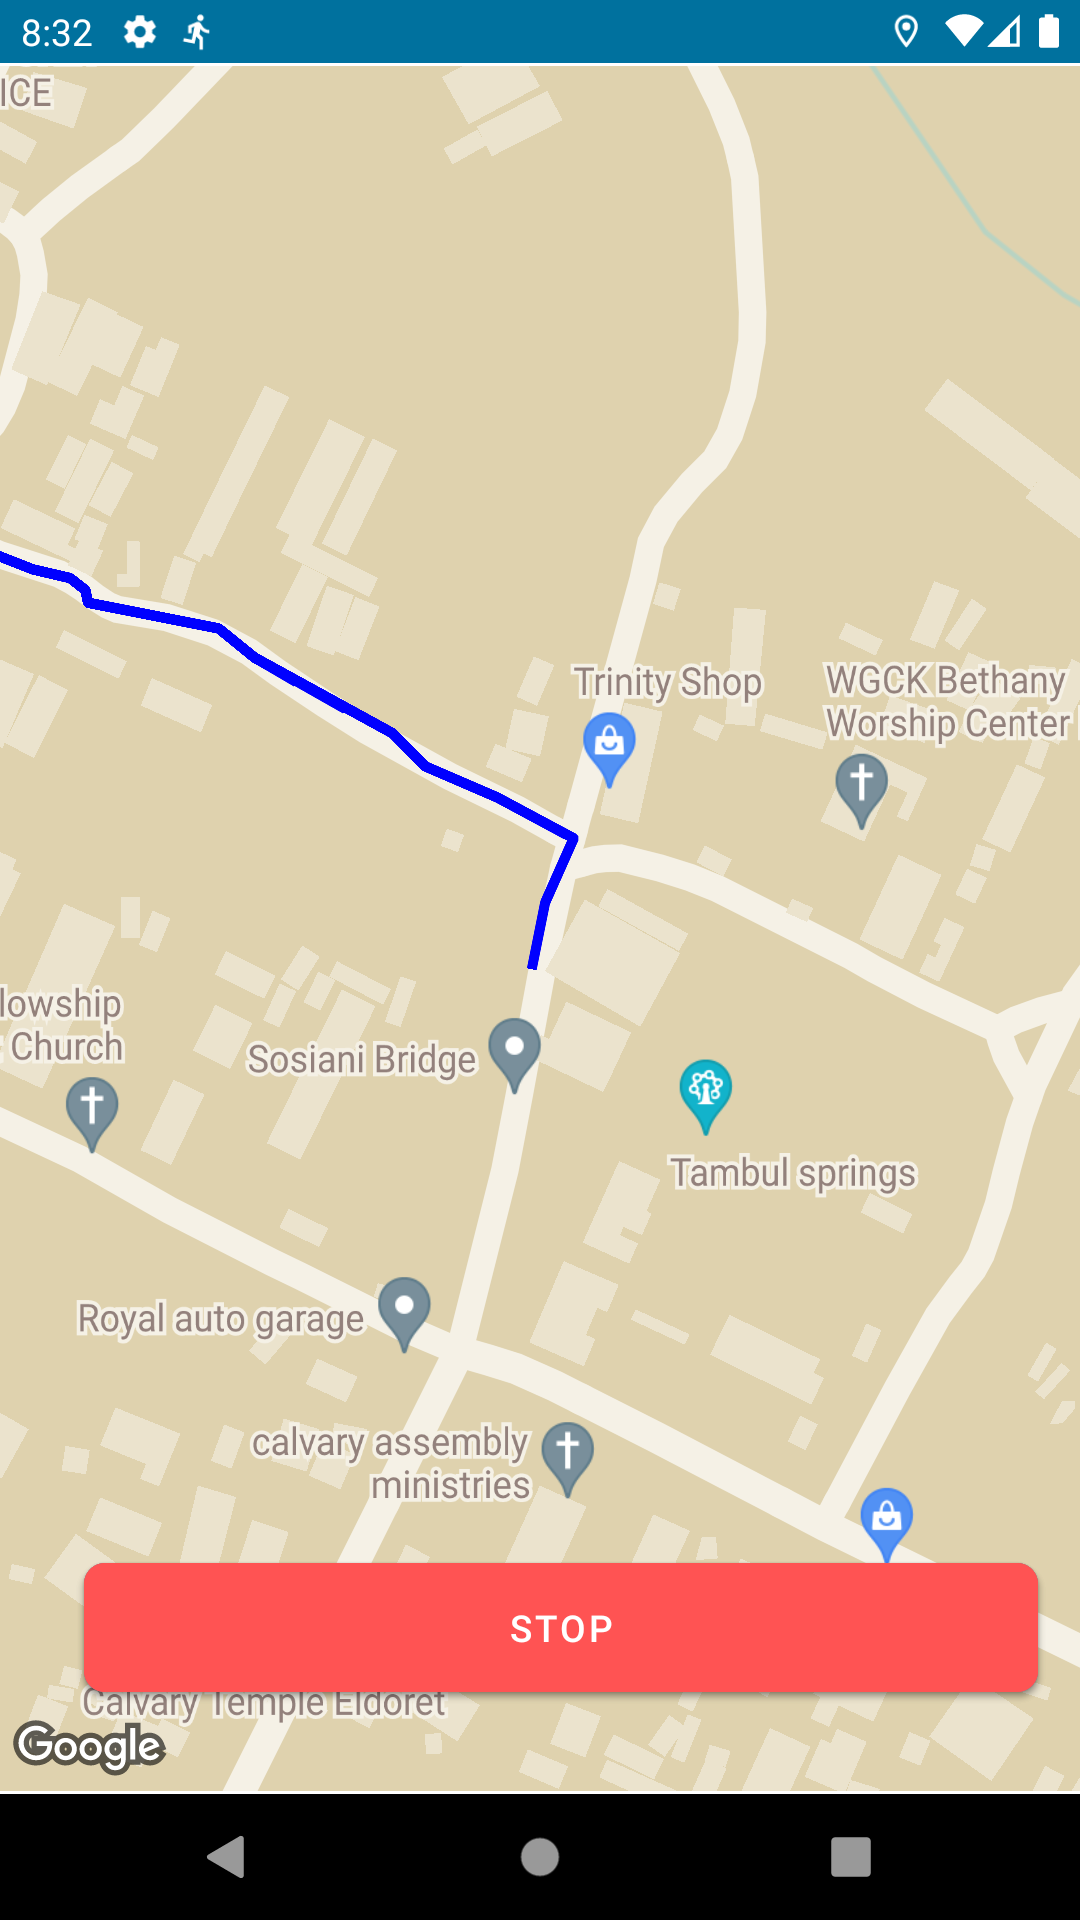 8:32
ICE
Trinity Shop
WGCK Bethany
Worship Center
lowship
Church
Sosiani Bridge
Tambul springs
Royal auto garage
calvary assembly
ministries
STOP
Calvary Temple Eldoret
Google